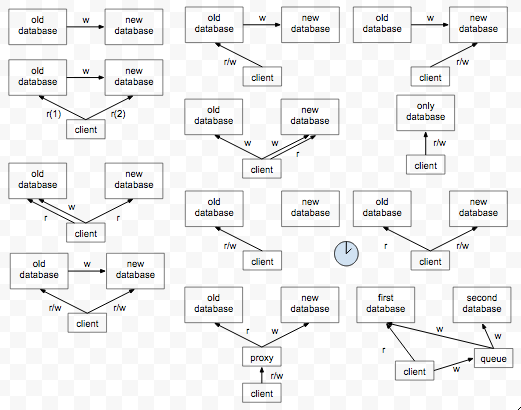 old
database
w
new
database
old
database
w
new
database
r(1)
r(2)
client
old
database
new
database
w
r
r
client
old
database
w
new
database
r/w
r/w
client
old
database
w
new
database
r/w
client
old
database
new
database
w
w
r
client
old
database
new
database
r/w
client
old
database
new
database
r
w
proxy
r/w
client
old
database
w
new
database
r/w
client
only
database
r/w
client
old
database
new
database
r
r/w
client
first
database
second
database
w
r
w
queue
client
w